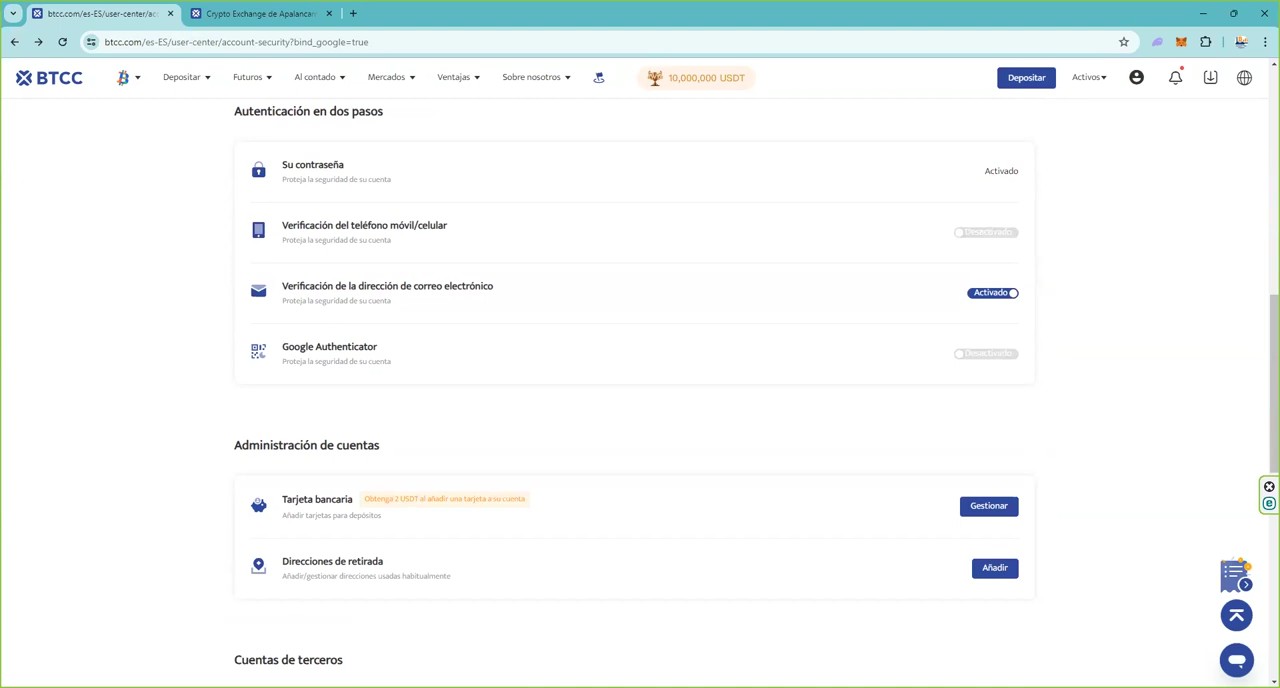 btcc.com/es-ES/user-center/acc
Crypto Exchange de Apalancam
btcc.com/es-ES/user-center/account-security?bind_google=true
BTCC
Depositar
Futuros
Al contado
Mercados
Ventajas
Sobre nosotros
10,000,000 USDT
Depositar
Activos
Autenticación en dos pasos
Su contraseña
Proteja la seguridad de su cuenta
Activado
Verificación del teléfono móvil/celular
Proteja la seguridad de su cuenta
Desactivado
Verificación de la dirección de correo electrónico
Proteja la seguridad de su cuenta
Activado
Google Authenticator
Proteja la seguridad de su cuenta
Desactivado
Administración de cuentas
Tarjeta bancaria
Obtenga 2 USDT al añadir una tarjeta a su cuenta
Añadir tarjetas para depósitos
Gestionar
Direcciones de retirada
Añadir/gestionar direcciones usadas habitualmente
Añadir
Cuentas de terceros